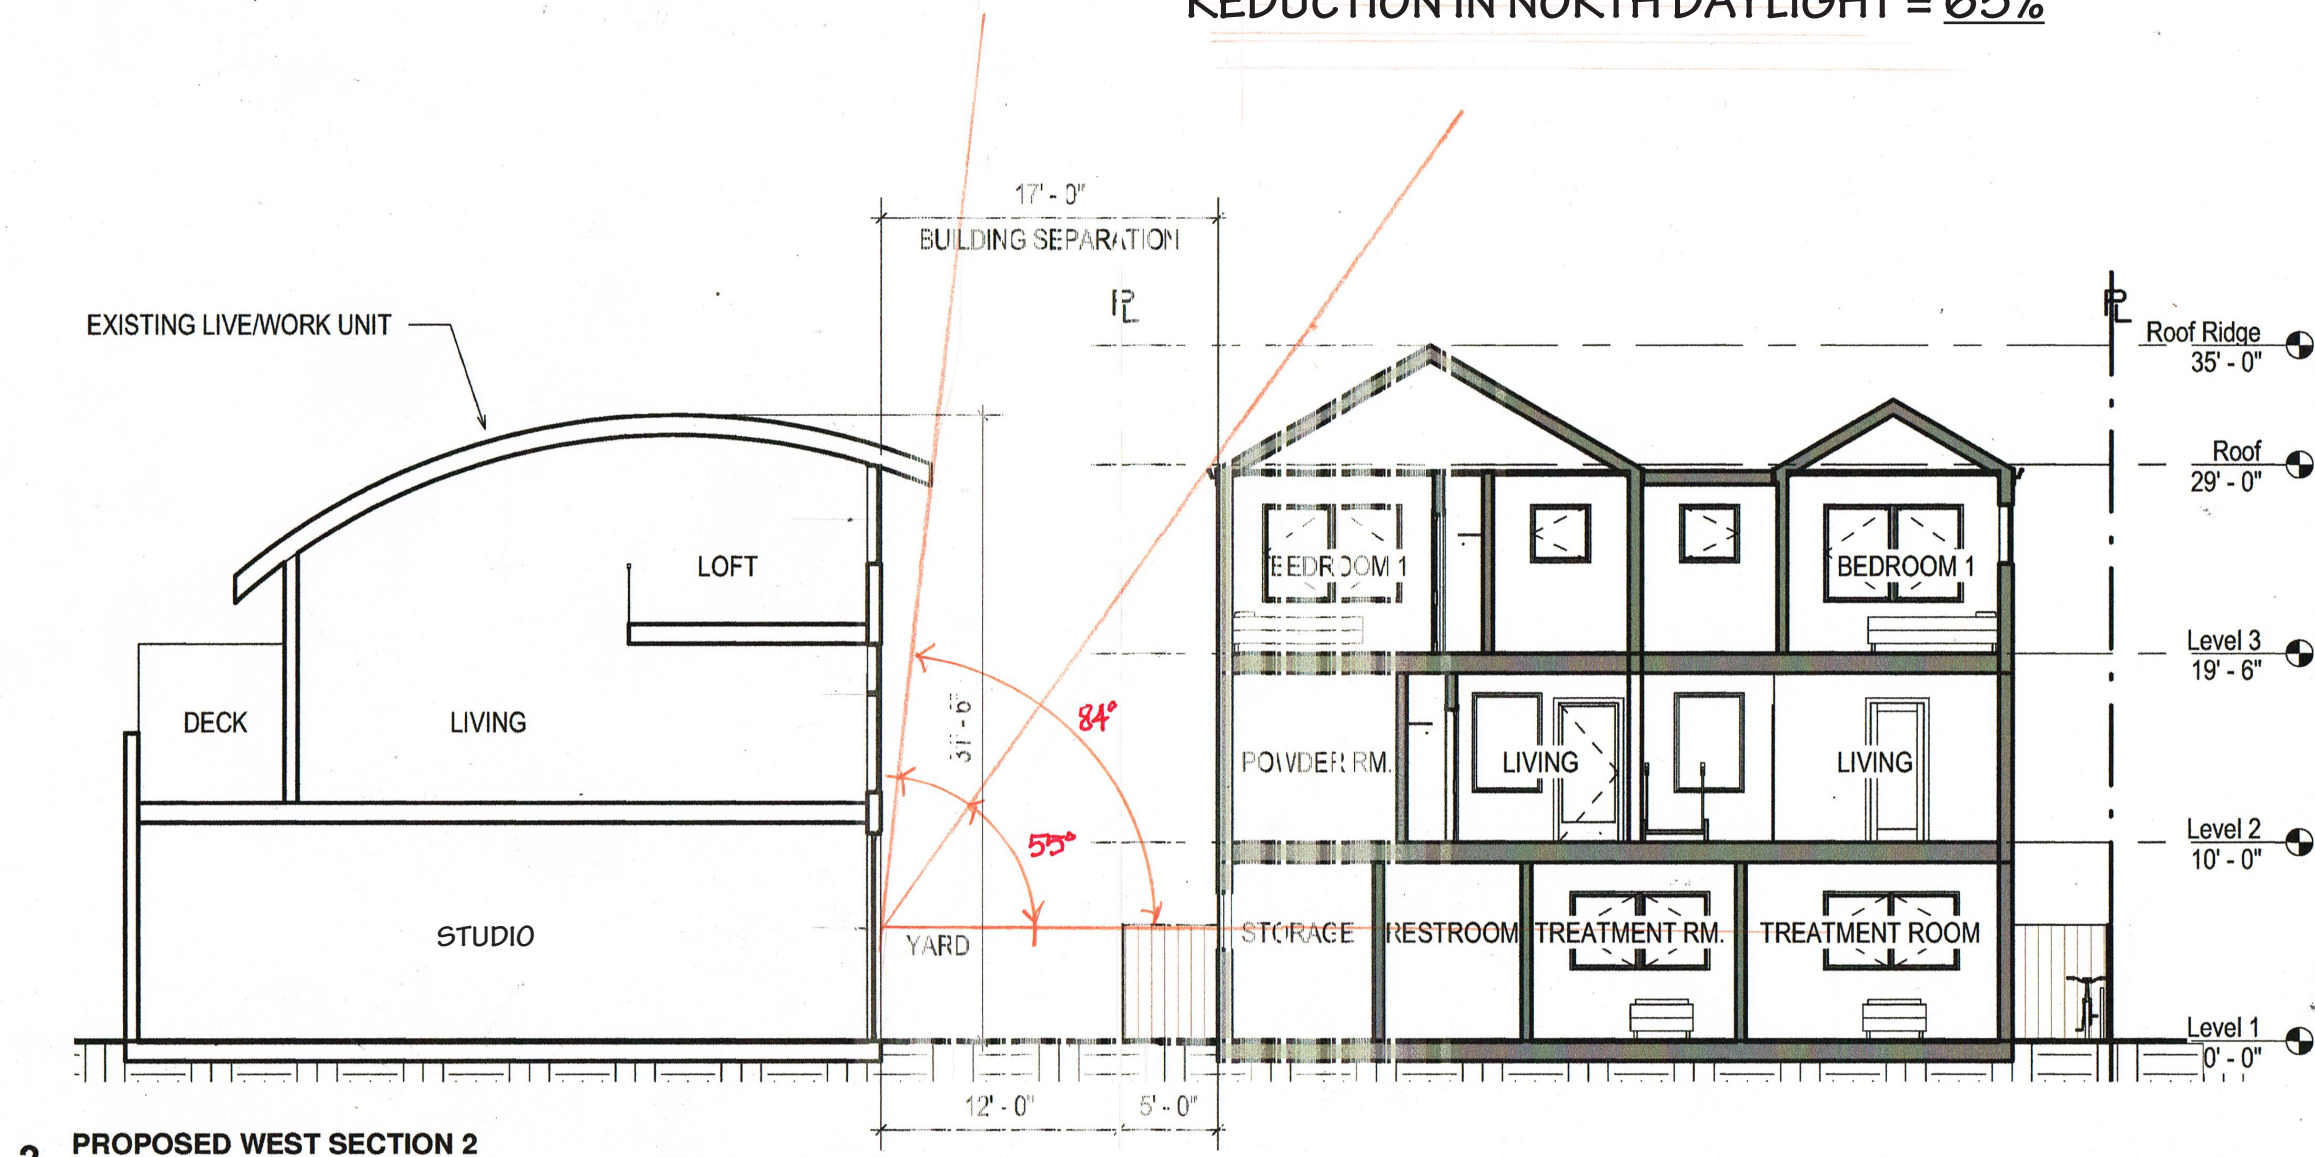 REDUCTION IN NORTH DAYLIGHT = 65%
17' - 0"
BUILDING SEPARATION
PL
EXISTING LIVE/WORK UNIT
PL
Roof Ridge
35' - 0"
Roof
29' - 0"
LOFT
BEDROOM 1
BEDROOM 1
Level 3
19' - 6"
DECK
LIVING
31' - 6"
84°
POWDER RM.
LIVING
LIVING
Level 2
10' - 0"
55°
STUDIO
YARD
STORAGE
RESTROOM
TREATMENT RM.
TREATMENT ROOM
Level 1
0' - 0"
12' - 0"
5' - 0"
PROPOSED WEST SECTION 2